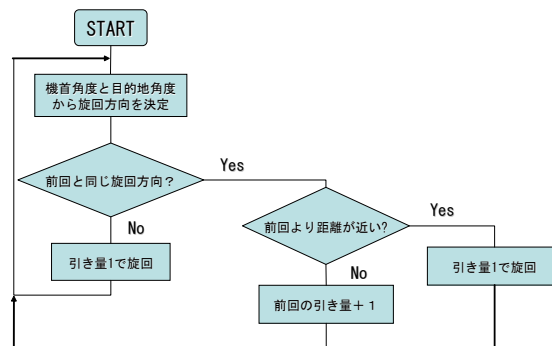 START
機首角度と目的地角度
から旋回方向を決定
前回と同じ旋回方向？
Yes
No
前回より距離が近い?
Yes
No
引き量1で旋回
引き量1で旋回
前回の引き量＋１